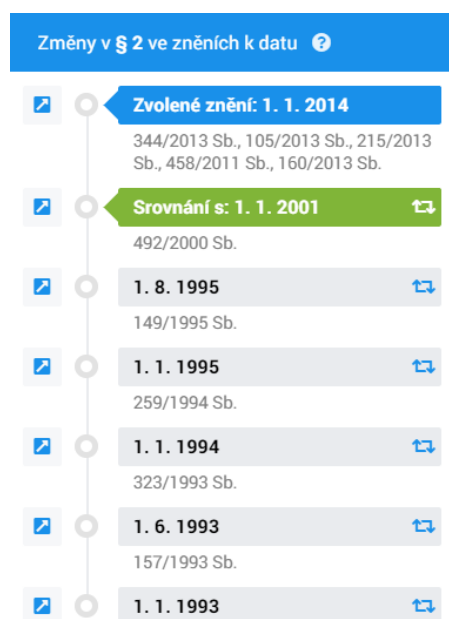 Změny v § 2 ve zněních k datu ?
Zvolené znění: 1. 1. 2014
344/2013 Sb., 105/2013 Sb., 215/2013
Sb., 458/2011 Sb., 160/2013 Sb.
Srovnání s: 1. 1. 2001
492/2000 Sb.
1. 8. 1995
149/1995 Sb.
1. 1. 1995
259/1994 Sb.
1. 1. 1994
323/1993 Sb.
1. 6. 1993
157/1993 Sb.
1. 1. 1993